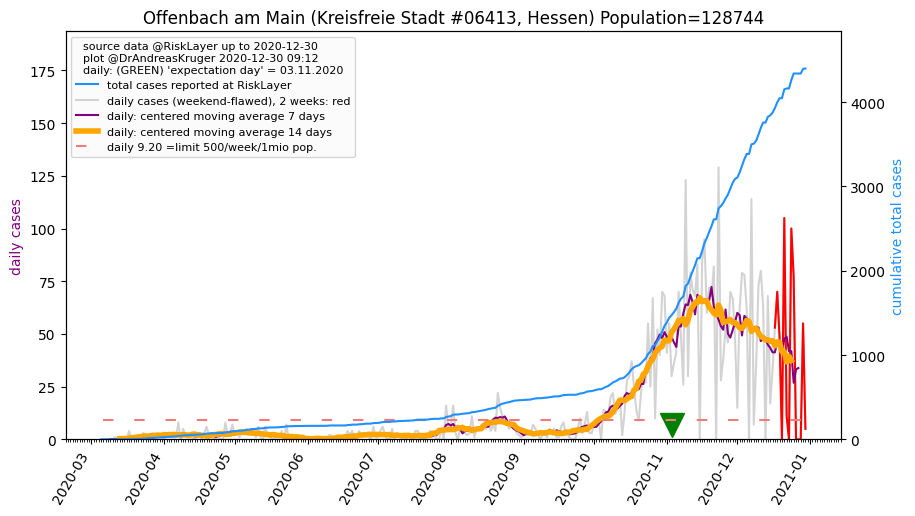 Offenbach am Main (Kreisfreie Stadt #06413, Hessen) Population=128744
source data @RiskLayer up to 2020-12-30
plot @DrAndreasKruger 2020-12-30 09:12
daily: (GREEN) 'expectation day' = 03.11.2020
total cases reported at RiskLayer
daily cases (weekend-flawed), 2 weeks: red
daily: centered moving average 7 days
daily: centered moving average 14 days
daily 9.20 =limit 500/week/1mio pop.
daily cases
175
150
125
100
75
50
25
0
cumulative total cases
4000
3000
2000
1000
0
2020-03
2020-04
2020-05
2020-06
2020-07
2020-08
2020-09
2020-10
2020-11
2020-12
2021-01